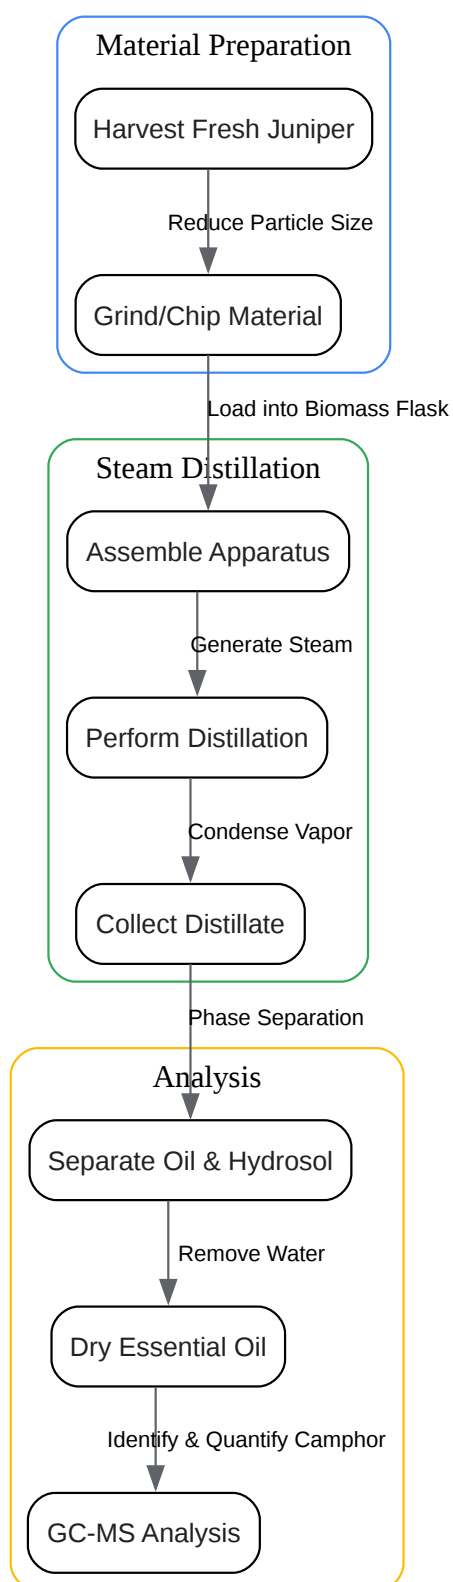 Material Preparation
Harvest Fresh Juniper
Reduce Particle Size
Grind/Chip Material
Load into Biomass Flask
Steam Distillation
Assemble Apparatus
Generate Steam
Perform Distillation
Condense Vapor
Collect Distillate
Phase Separation
Analysis
Separate Oil & Hydrosol
Remove Water
Dry Essential Oil
Identify & Quantify Camphor
GC-MS Analysis